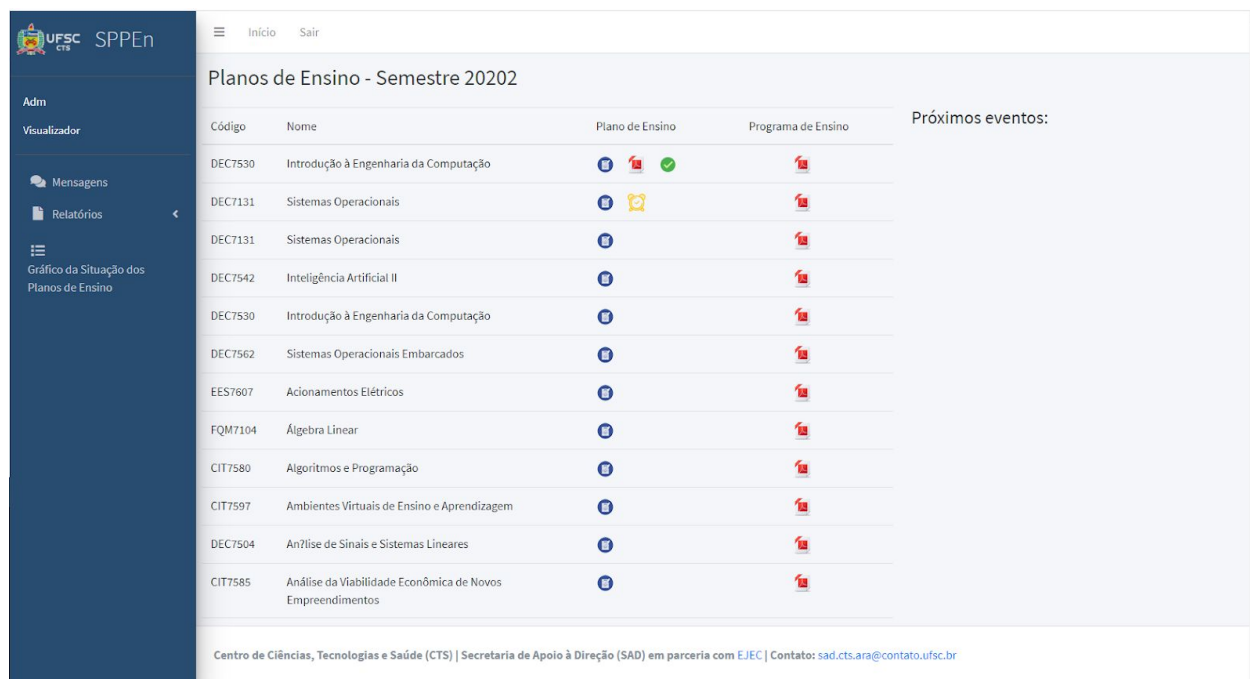 UFSC
CTS
SPPEn
Início Sair
Adm
Visualizador
Mensagens
Relatórios
Gráfico da Situação dos
Planos de Ensino
Planos de Ensino - Semestre 20202
Código Nome Plano de Ensino Programa de Ensino
DEC7530 Introdução à Engenharia da Computação
DEC7131 Sistemas Operacionais
DEC7131 Sistemas Operacionais
DEC7542 Inteligência Artificial II
DEC7530 Introdução à Engenharia da Computação
DEC7562 Sistemas Operacionais Embarcados
EES7607 Acionamentos Elétricos
FQM7104 Álgebra Linear
CIT7580 Algoritmos e Programação
CIT7597 Ambientes Virtuais de Ensino e Aprendizagem
DEC7504 An?lise de Sinais e Sistemas Lineares
CIT7585 Análise da Viabilidade Econômica de Novos
Empreendimentos
Próximos eventos:
Centro de Ciências, Tecnologias e Saúde (CTS) | Secretaria de Apoio à Direção (SAD) em parceria com EJEC | Contato: sad.cts.ara@contato.ufsc.br